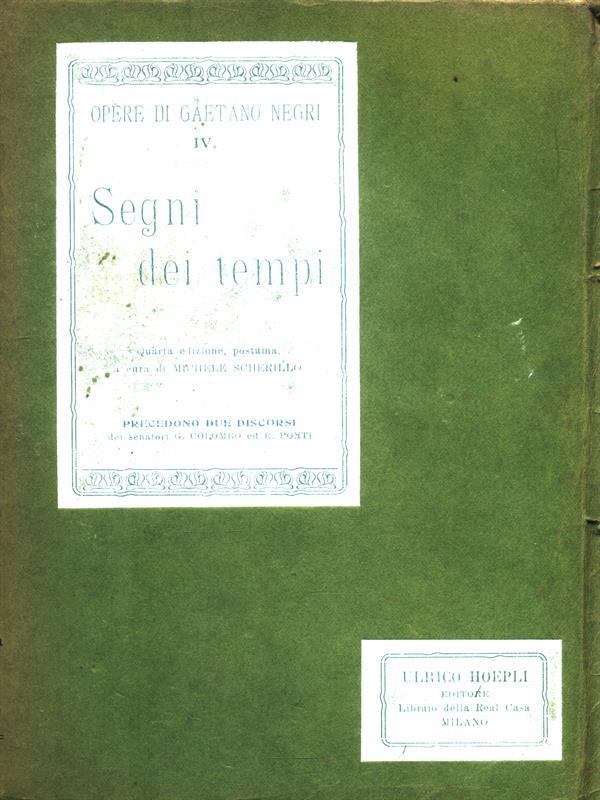 OPERE DI GAETANO NEGRI
IV.
Segni
dei tempi
Quarta edizione, postuma,
a cura di MICHELE SCHERILLO
PRECEDONO DUE DISCORSI
dei senatori G. COLOMBO ed E. PONTI
ULRICO HOEPLI
EDITORE
Libraio della Real Casa
MILANO